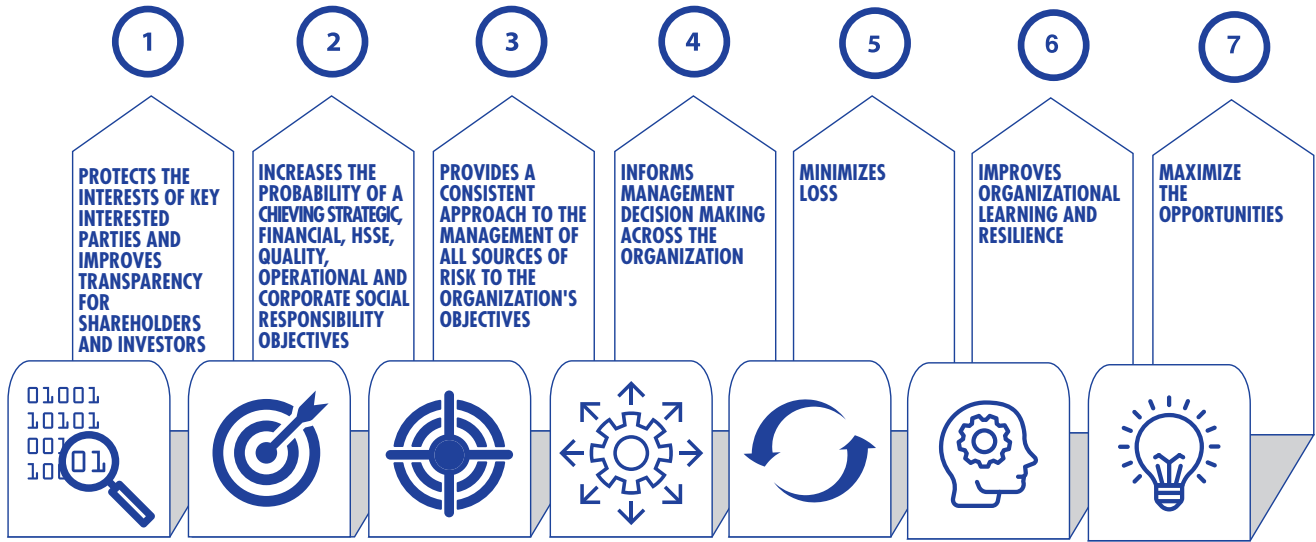 1
PROTECTS THE
INTERESTS OF KEY
INTERESTED
PARTIES AND
IMPROVES
TRANSPARENCY
FOR
SHAREHOLDERS
AND INVESTORS
2
INCREASES THE
PROBABILITY OF A
CHIEVING STRATEGIC,
FINANCIAL, HSSE,
QUALITY,
OPERATIONAL AND
CORPORATE SOCIAL
RESPONSIBILITY
OBJECTIVES
3
PROVIDES A
CONSISTENT
APPROACH TO THE
MANAGEMENT OF
ALL SOURCES OF
RISK TO THE
ORGANIZATION'S
OBJECTIVES
4
INFORMS
MANAGEMENT
DECISION MAKING
ACROSS THE
ORGANIZATION
5
MINIMIZES
LOSS
6
IMPROVES
ORGANIZATIONAL
LEARNING AND
RESILIENCE
7
MAXIMIZE
THE
OPPORTUNITIES
01001
10101
001
10 01